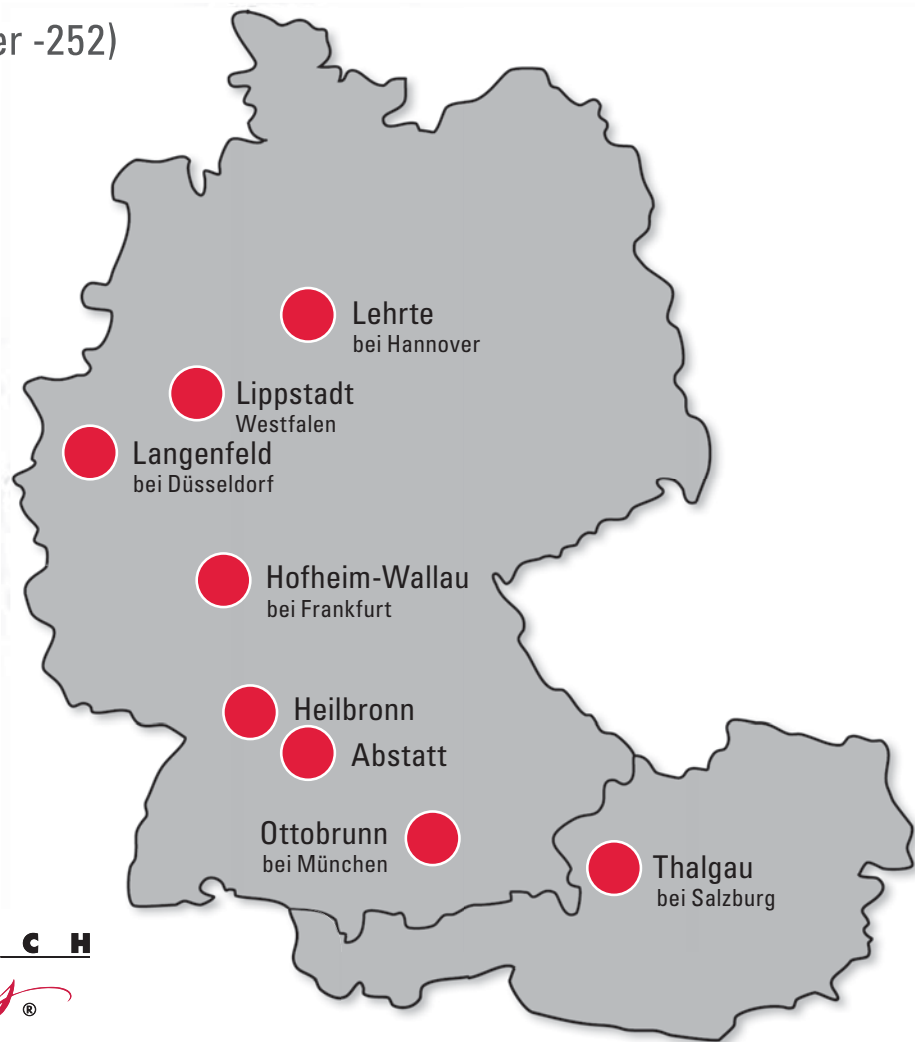 er -252)
Lehrte
bei Hannover
Lippstadt
Westfalen
Langenfeld
bei Düsseldorf
Hofheim-Wallau
bei Frankfurt
Heilbronn
Abstatt
Ottobrunn
bei München
Thalgau
bei Salzburg
C H
®